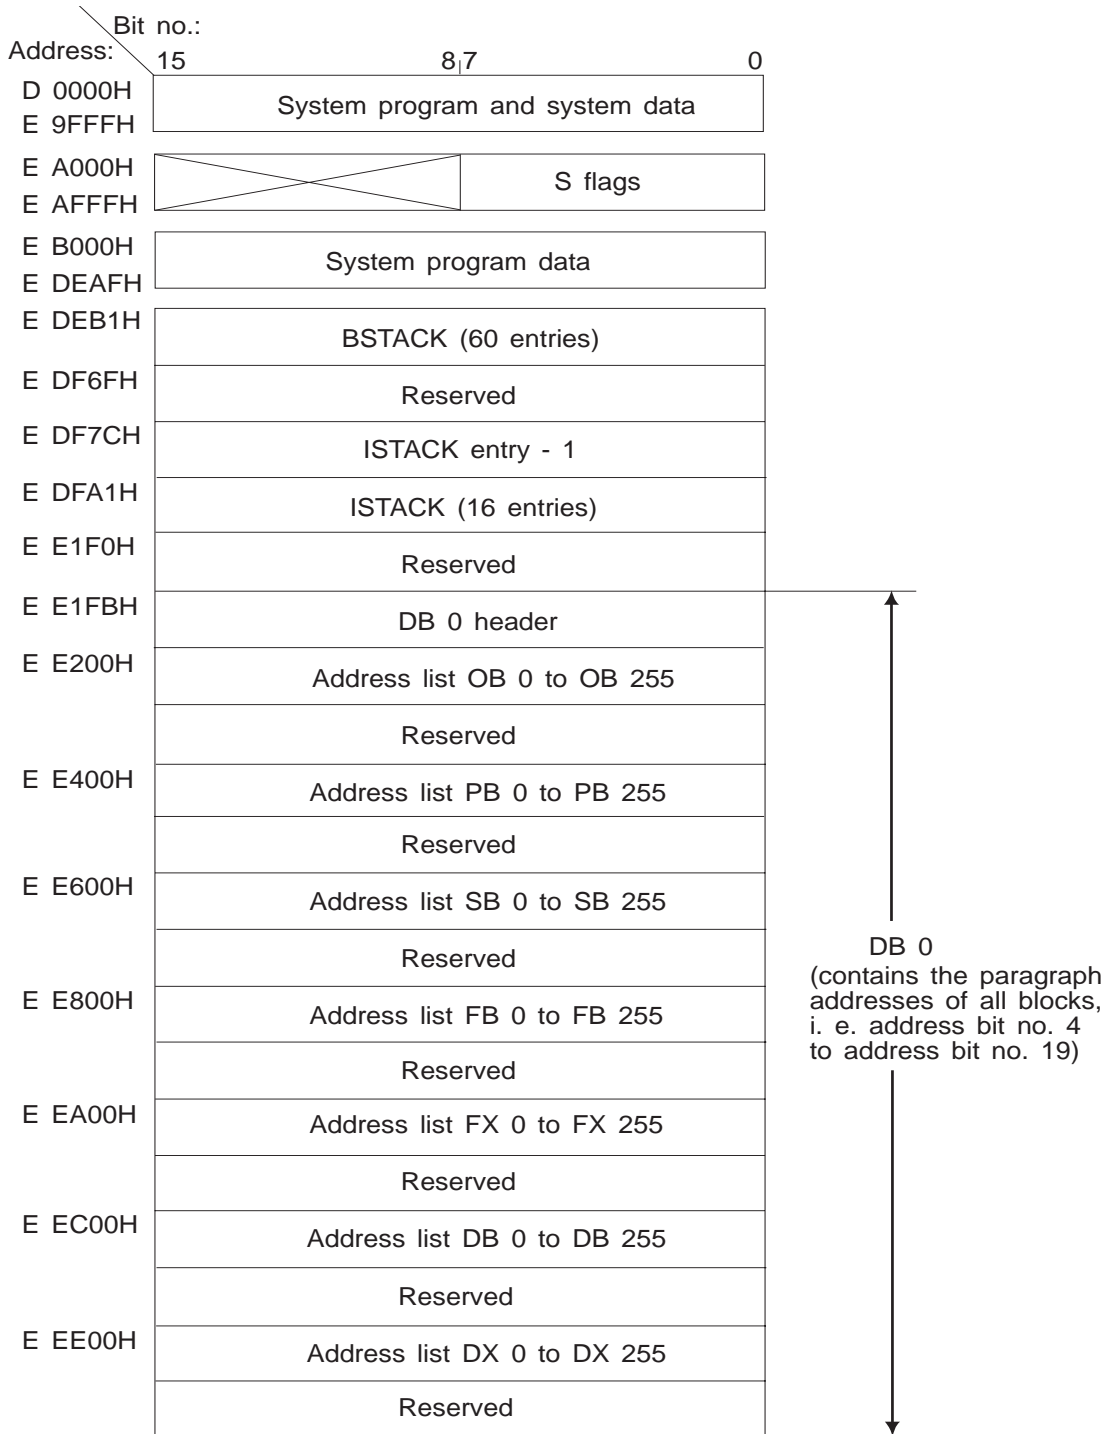 Bit no.:
Address:
15 8 7 0
D 0000H
System program and system data
E 9FFFH
E A000H
S flags
E AFFFH
E B000H
System program data
E DEAFH
E DEB1H
BSTACK (60 entries)
E DF6FH
Reserved
E DF7CH
ISTACK entry - 1
E DFA1H
ISTACK (16 entries)
E E1F0H
Reserved
E E1FBH
DB 0 header
E E200H
Address list OB 0 to OB 255
Reserved
E E400H
Address list PB 0 to PB 255
Reserved
E E600H
Address list SB 0 to SB 255
Reserved
E E800H
Address list FB 0 to FB 255
Reserved
E EA00H
Address list FX 0 to FX 255
Reserved
E EC00H
Address list DB 0 to DB 255
Reserved
E EE00H
Address list DX 0 to DX 255
Reserved
DB 0
(contains the paragraph
addresses of all blocks,
i. e. address bit no. 4
to address bit no. 19)